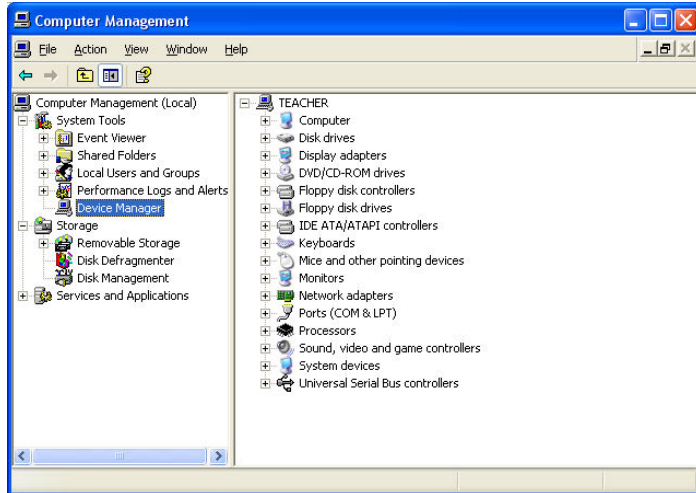 Computer Management
File Action View Window Help
Computer Management (Local)
System Tools
Event Viewer
Shared Folders
Local Users and Groups
Performance Logs and Alerts
Device Manager
Storage
Removable Storage
Disk Defragmenter
Disk Management
Services and Applications
TEACHER
Computer
Disk drives
Display adapters
DVD/CD-ROM drives
Floppy disk controllers
Floppy disk drives
IDE ATA/ATAPI controllers
Keyboards
Mice and other pointing devices
Monitors
Network adapters
Ports (COM & LPT)
Processors
Sound, video and game controllers
System devices
Universal Serial Bus controllers